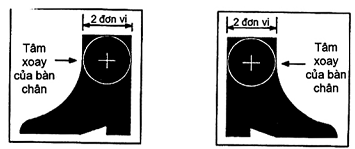 2 đơn vị
Tâm
xoay
của bàn
chân
2 đơn vị
Tâm
xoay
của bàn
chân